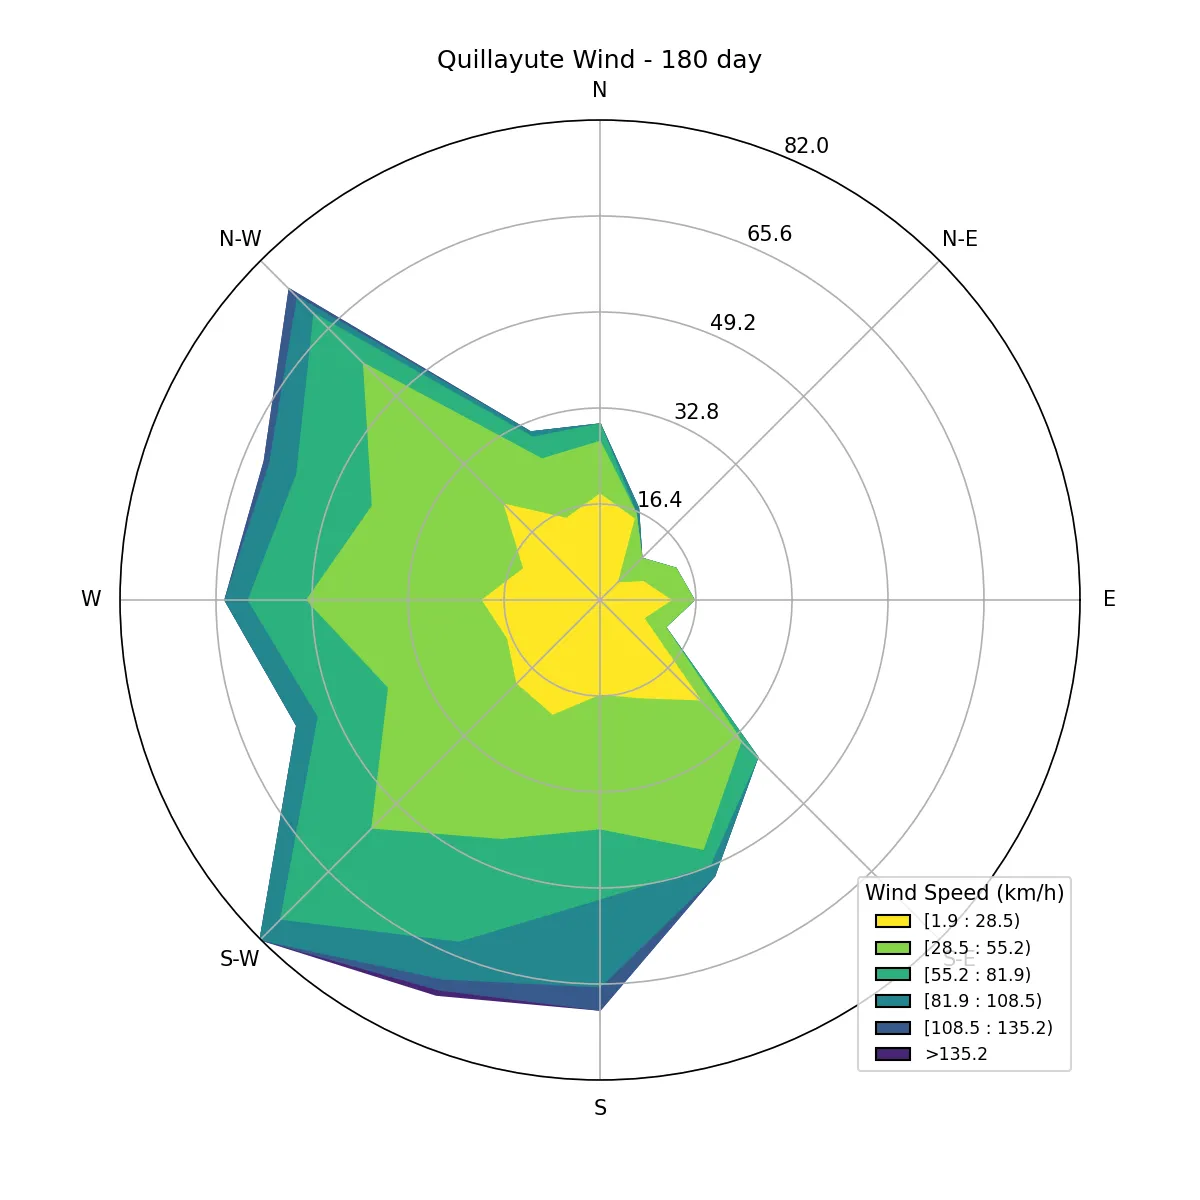 Quillayute Wind - 180 day
N
82.0
65.6
N-W
N-E
49.2
32.8
16.4
W
E
S-W
S-E
S
Wind Speed (km/h)
[1.9 : 28.5)
[28.5 : 55.2)
[55.2 : 81.9)
[81.9 : 108.5)
[108.5 : 135.2)
>135.2